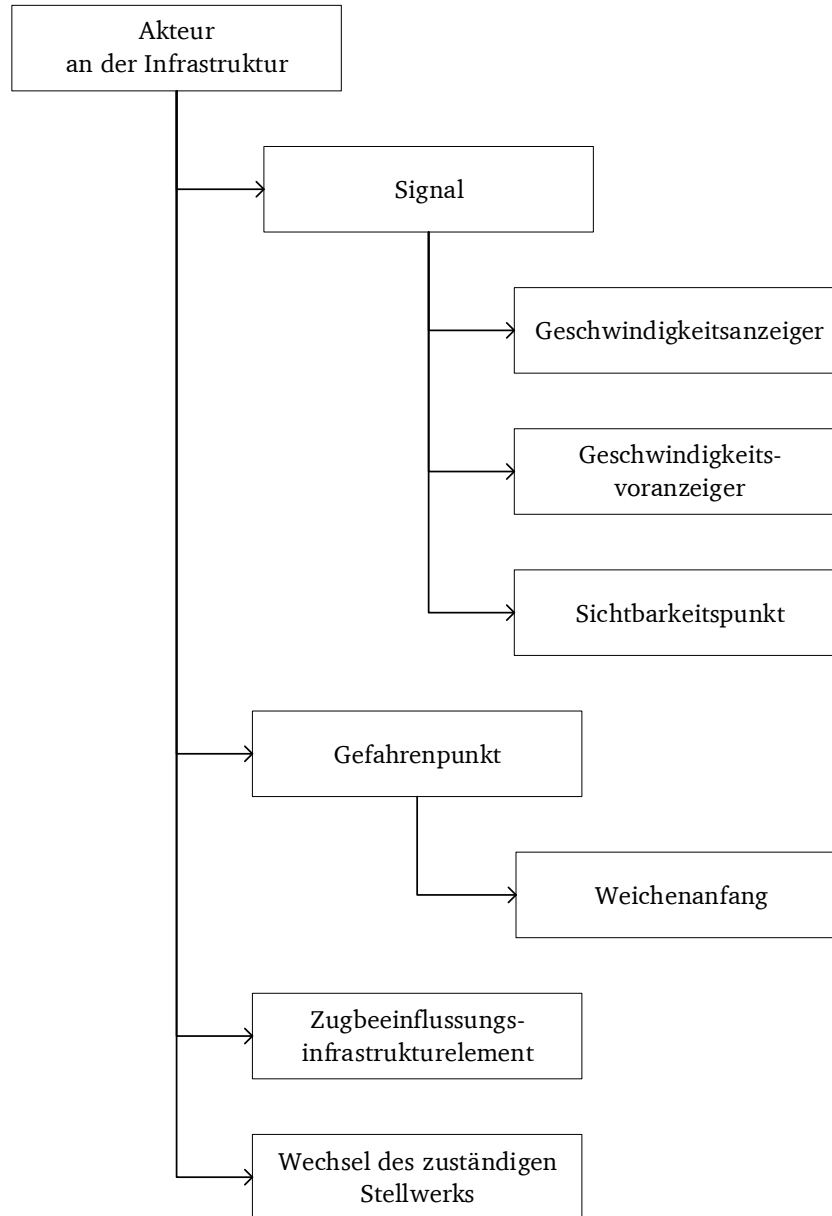 Akteur
an der Infrastruktur
Signal
Geschwindigkeitsanzeiger
Geschwindigkeits-
voranzeiger
Sichtbarkeitspunkt
Gefahrenpunkt
Weichenanfang
Zugbeeinflussungs-
infrastrukturelement
Wechsel des zuständigen
Stellwerks